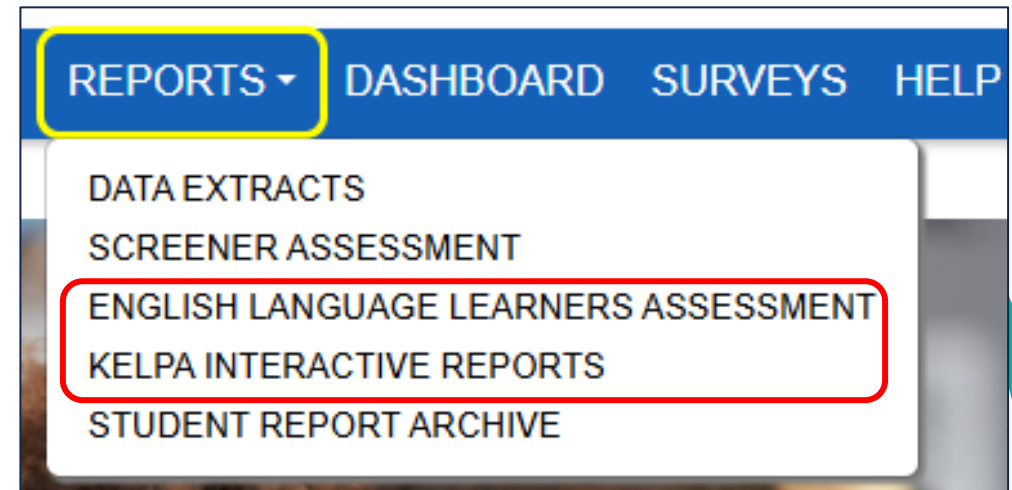 REPORTS DASHBOARD SURVEYS HELP
DATA EXTRACTS
SCREENER ASSESSMENT
ENGLISH LANGUAGE LEARNERS ASSESSMENT
KELPA INTERACTIVE REPORTS
STUDENT REPORT ARCHIVE